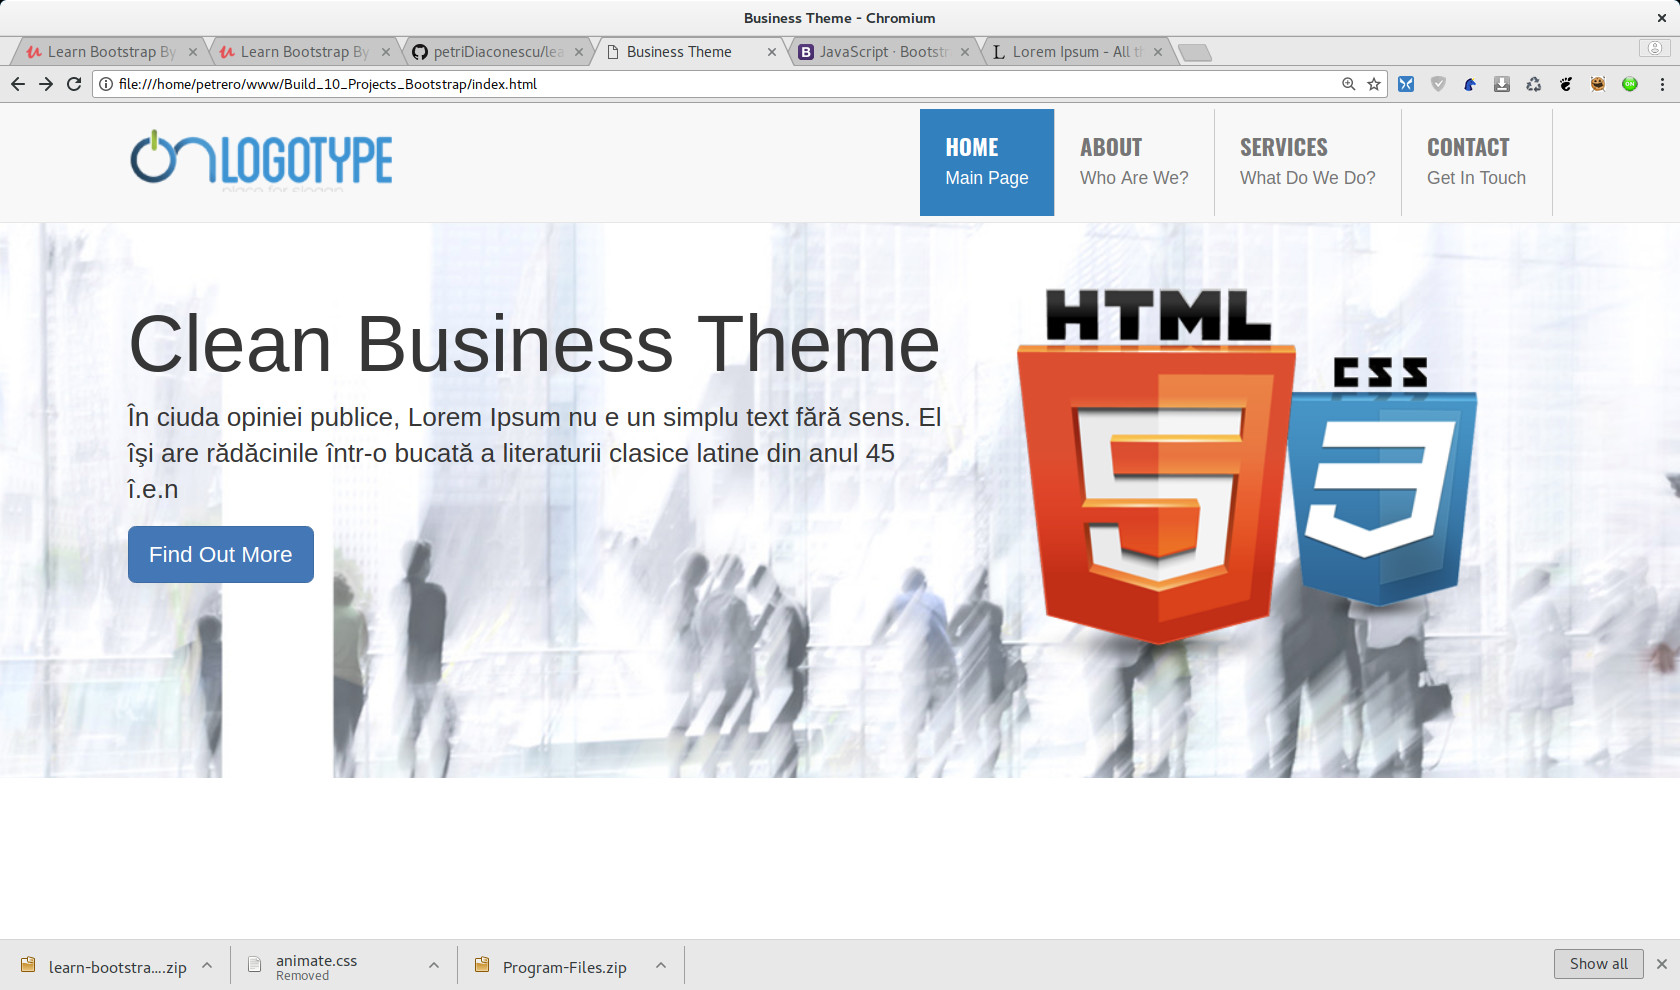 Business Theme - Chromium
Learn Bootstrap By
Learn Bootstrap By
petriDiaconescu/lea
Business Theme
JavaScript · Bootstr
Lorem Ipsum - All t
file:///home/petrero/www/Build_10_Projects_Bootstrap/index.html
ON
LOGOTYPE
HOME
Main Page
ABOUT
Who Are We?
SERVICES
What Do We Do?
CONTACT
Get In Touch
Clean Business Theme
În ciuda opiniei publice, Lorem Ipsum nu e un simplu text fără sens. El
îşi are rădăcinile într-o bucată a literaturii clasice latine din anul 45
î.e.n
Find Out More
HTML
5
CSS
3
learn-bootstra....zip
animate.css
Removed
Program-Files.zip
Show all